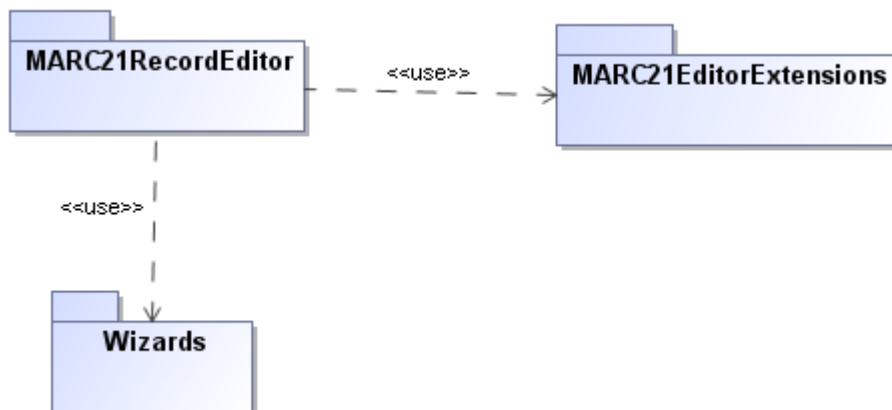 MARC21RecordEditor
<<use>>
MARC21EditorExtensions
<<use>>
Wizards